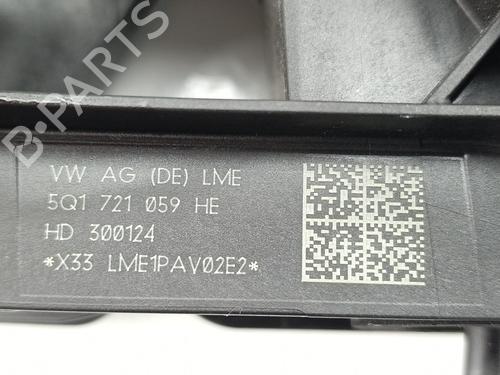 B-PARTS
VW AG (DE) LME
5Q1 721 059 HE
HD 300124
*X33 LME1PAV02E2*